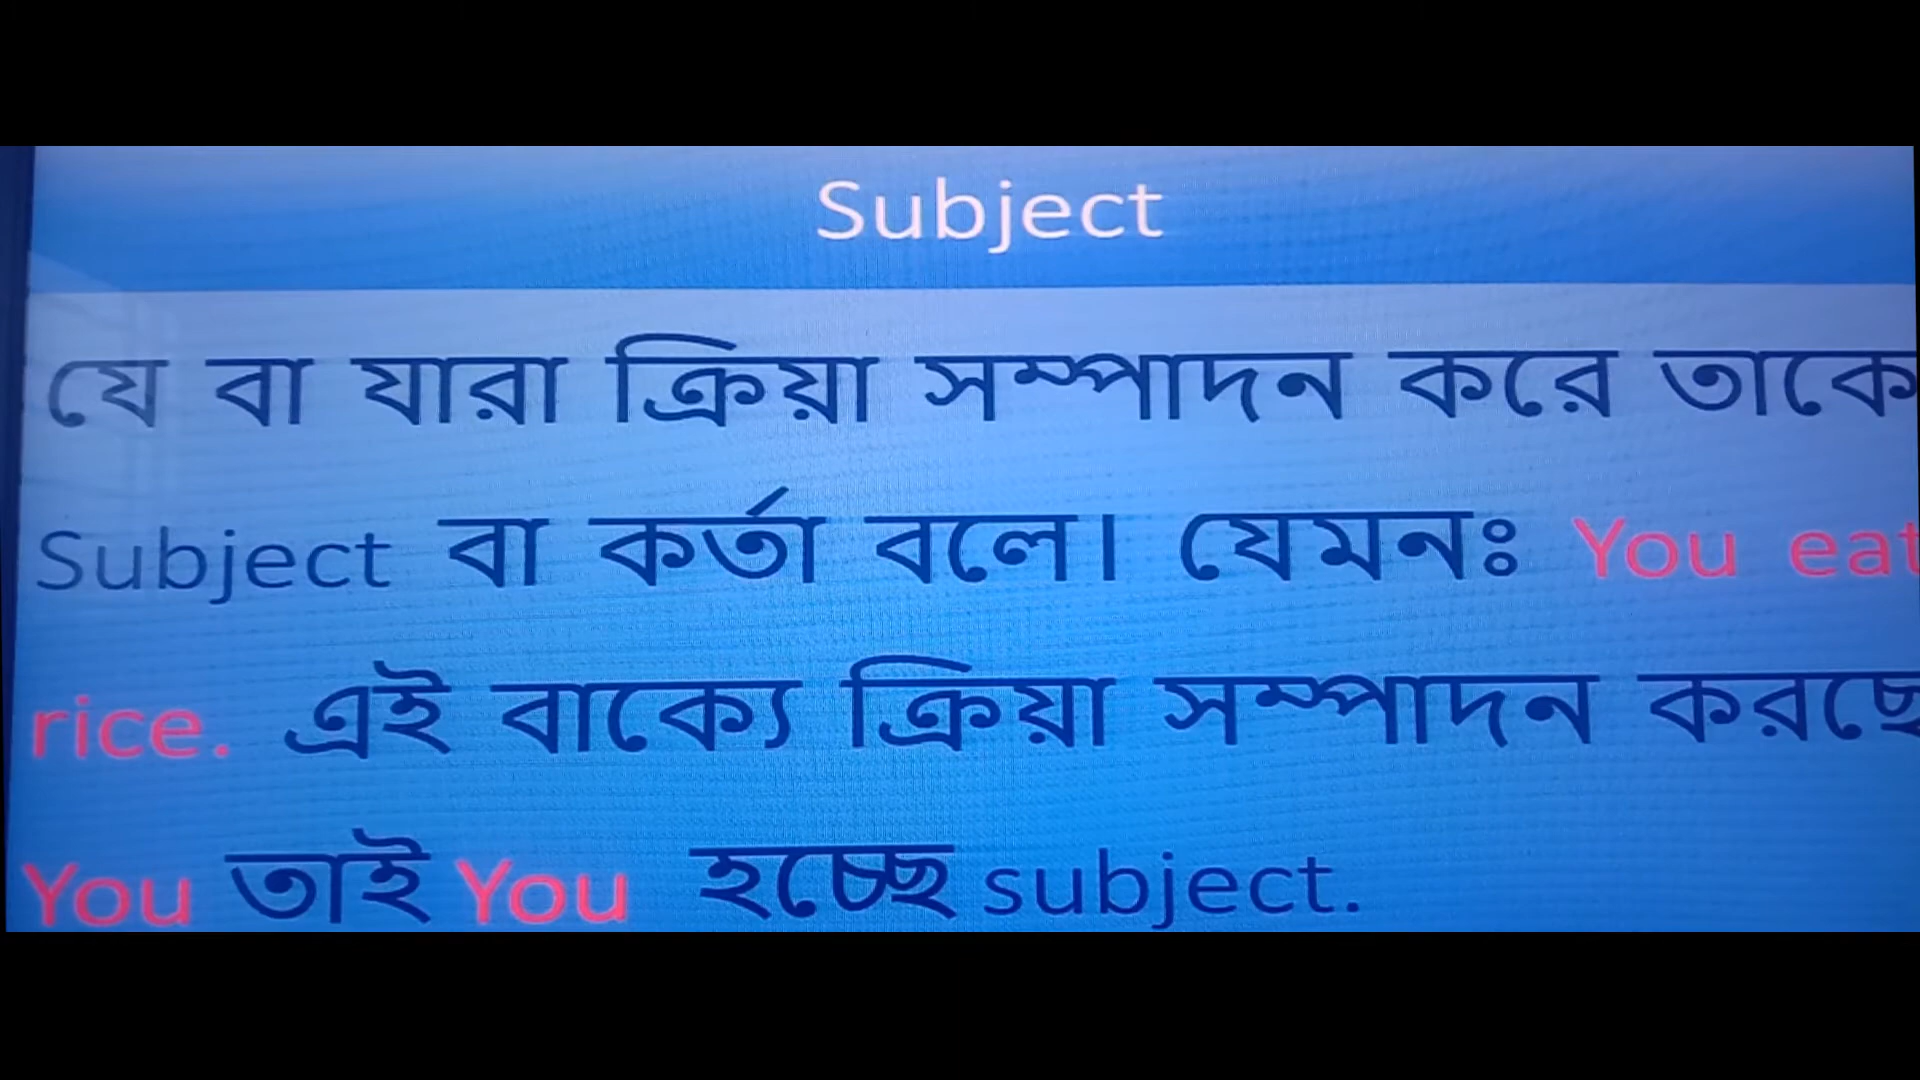 Subject
যে বা যারা ক্রিয়া সম্পাদন করে তাকে
Subject বা কর্তা বলে। যেমনঃ You eat
rice. এই বাক্যে ক্রিয়া সম্পাদন করছে
You তাই You হচ্ছে subject.